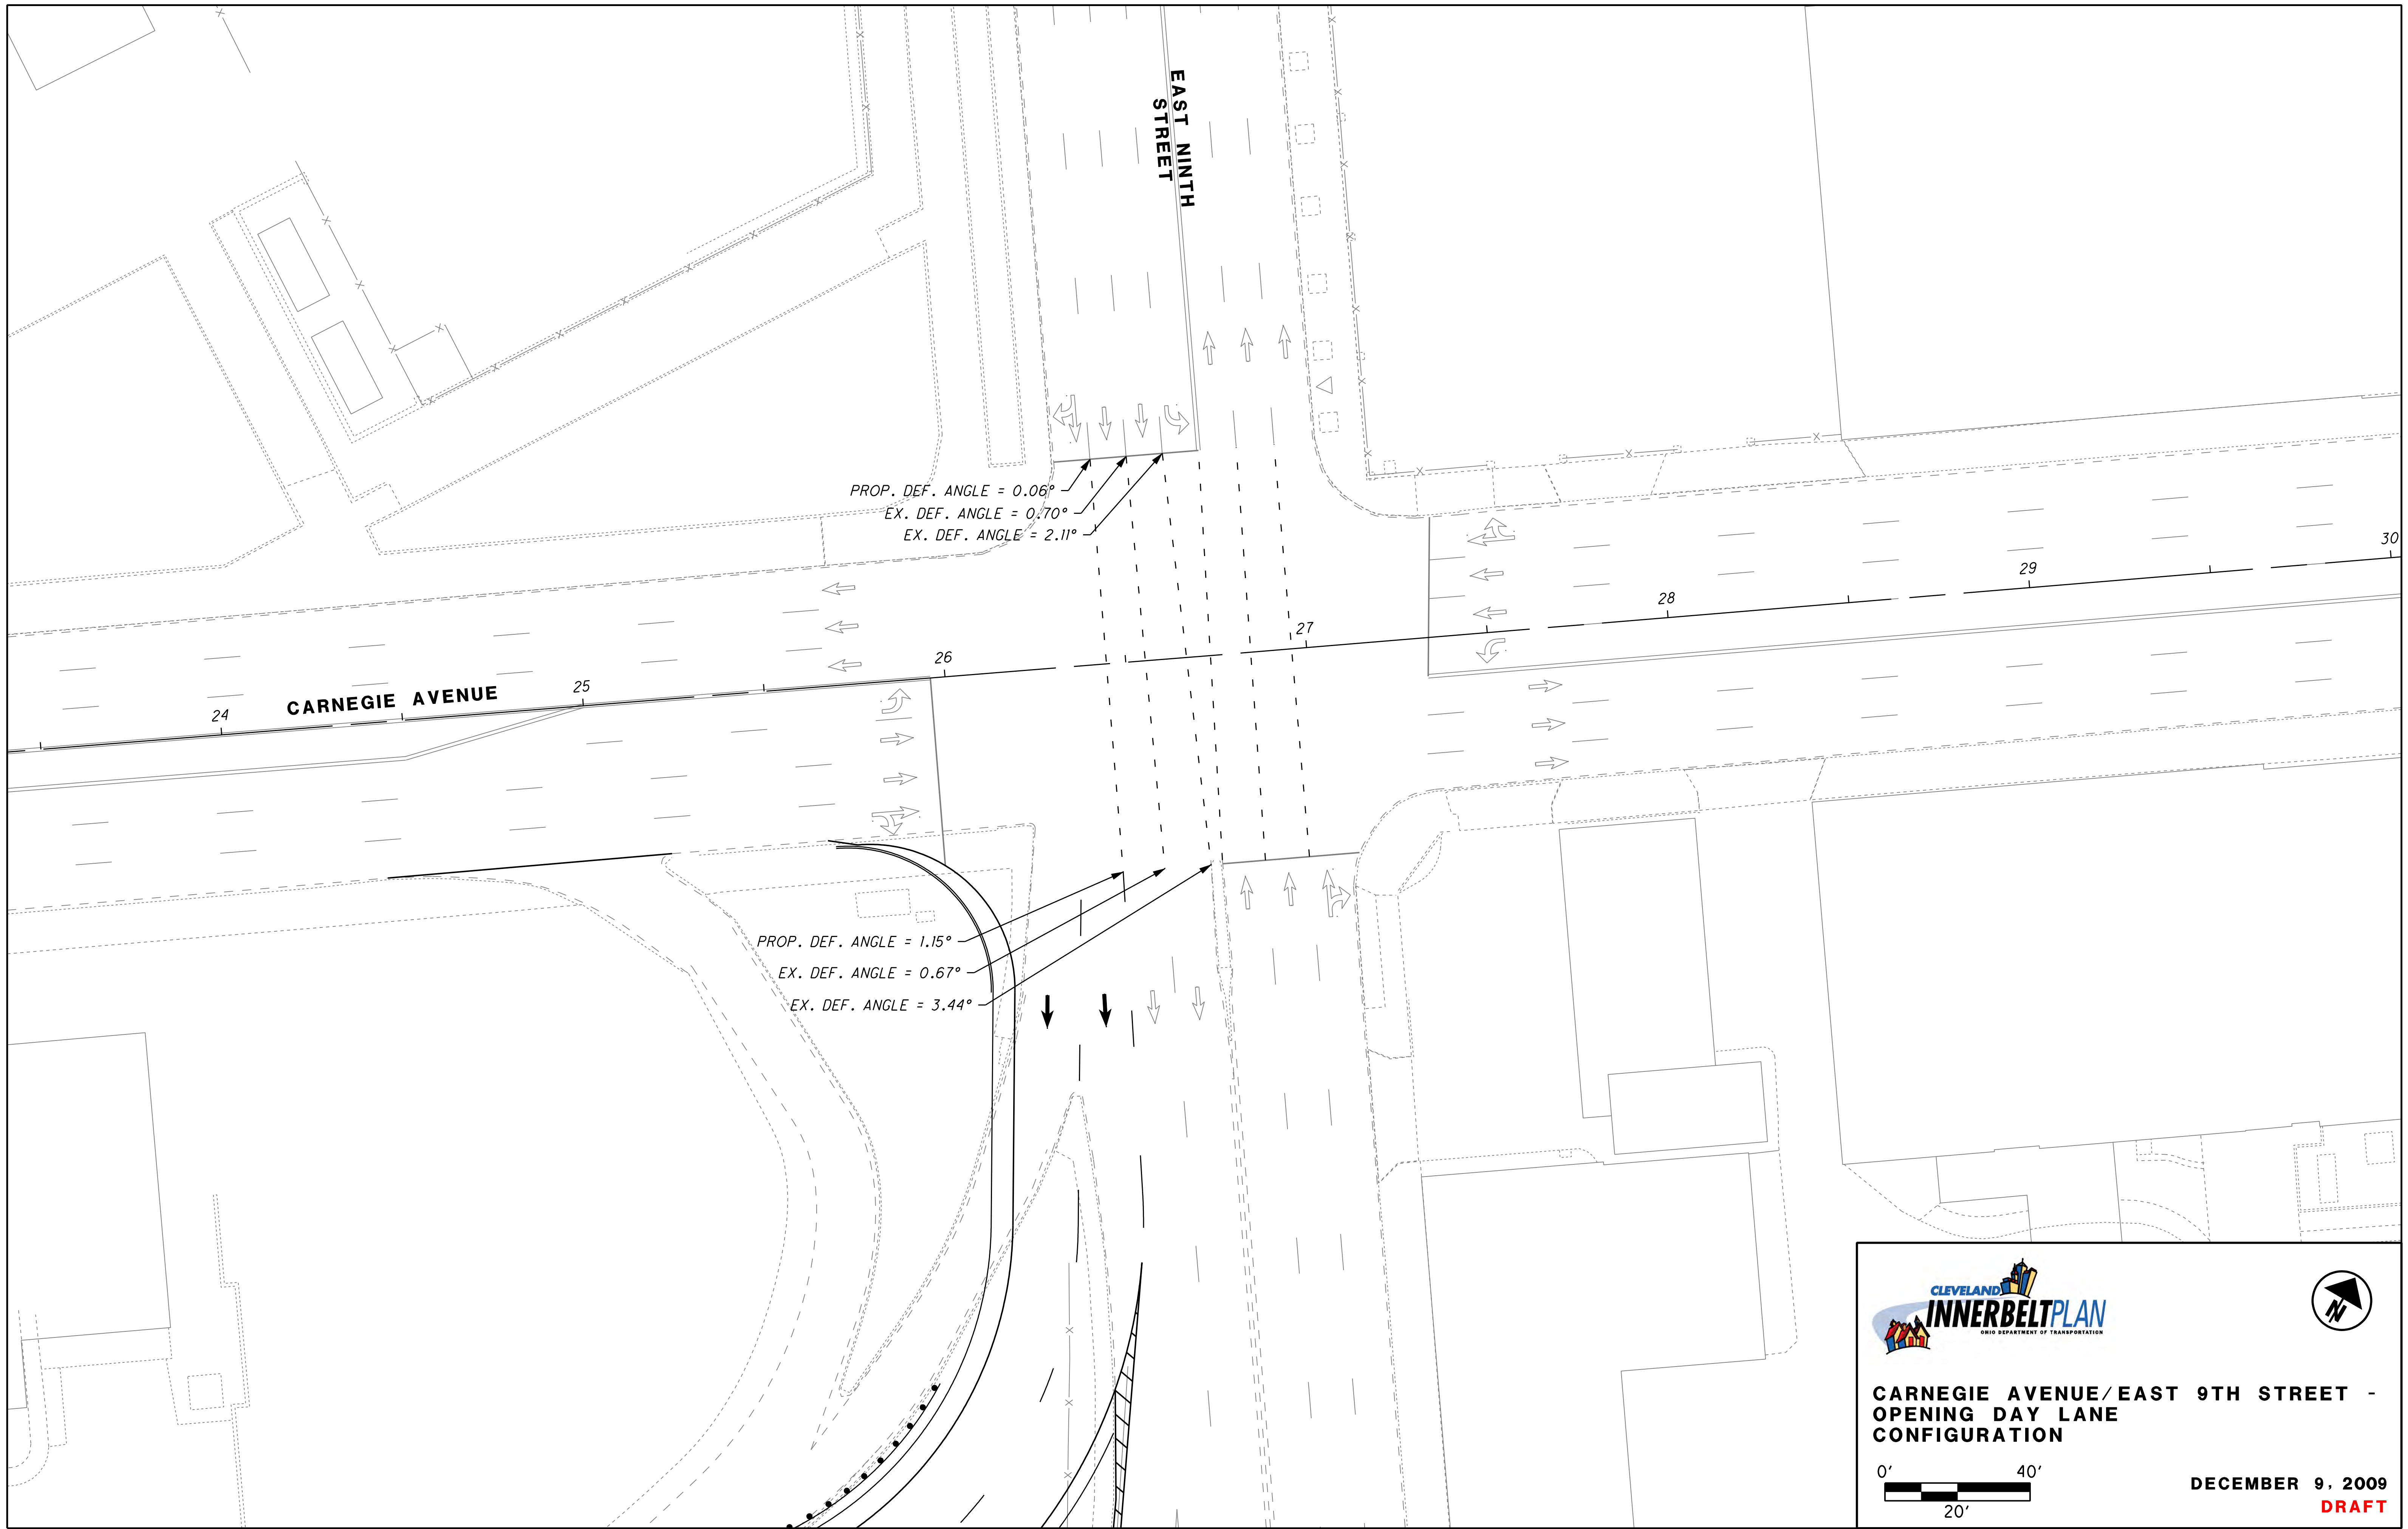 EAST NINTH
STREET
PROP. DEF. ANGLE = 0.06°
EX. DEF. ANGLE = 0.70°
EX. DEF. ANGLE = 2.11°
30
29
28
27
26
25
24
CARNEGIE AVENUE
PROP. DEF. ANGLE = 1.15°
EX. DEF. ANGLE = 0.67°
EX. DEF. ANGLE = 3.44°
CLEVELAND
INNERBELTPLAN
OHIO DEPARTMENT OF TRANSPORTATION
N
CARNEGIE AVENUE/EAST 9TH STREET -
OPENING DAY LANE
CONFIGURATION
0' 40'
20'
DECEMBER 9, 2009
DRAFT